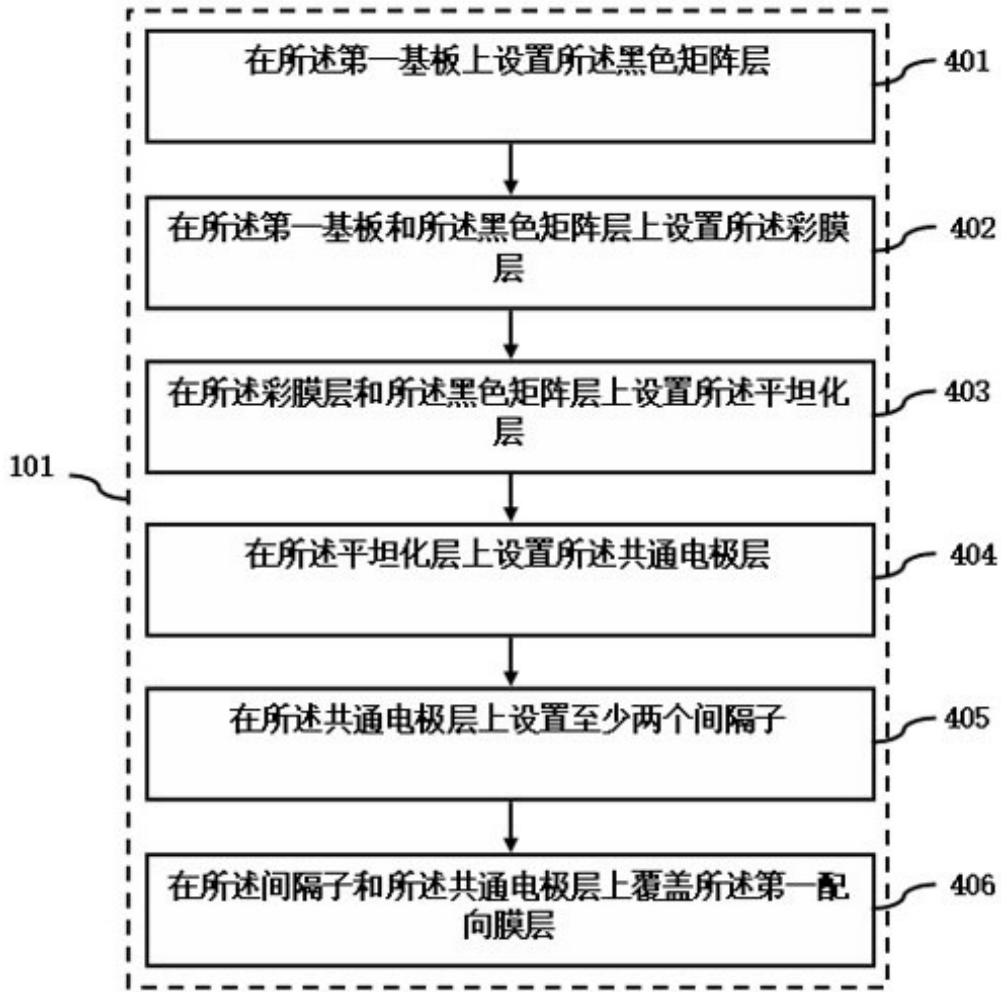 在所述第一基板上设置所述黑色矩阵层
401
在所述第一基板和所述黑色矩阵层上设置所述彩膜
层
402
在所述彩膜层和所述黑色矩阵层上设置所述平坦化
层
403
101
在所述平坦化层上设置所述共通电极层
404
在所述共通电极层上设置至少两个间隔子
405
在所述间隔子和所述共通电极层上覆盖所述第一配
向膜层
406